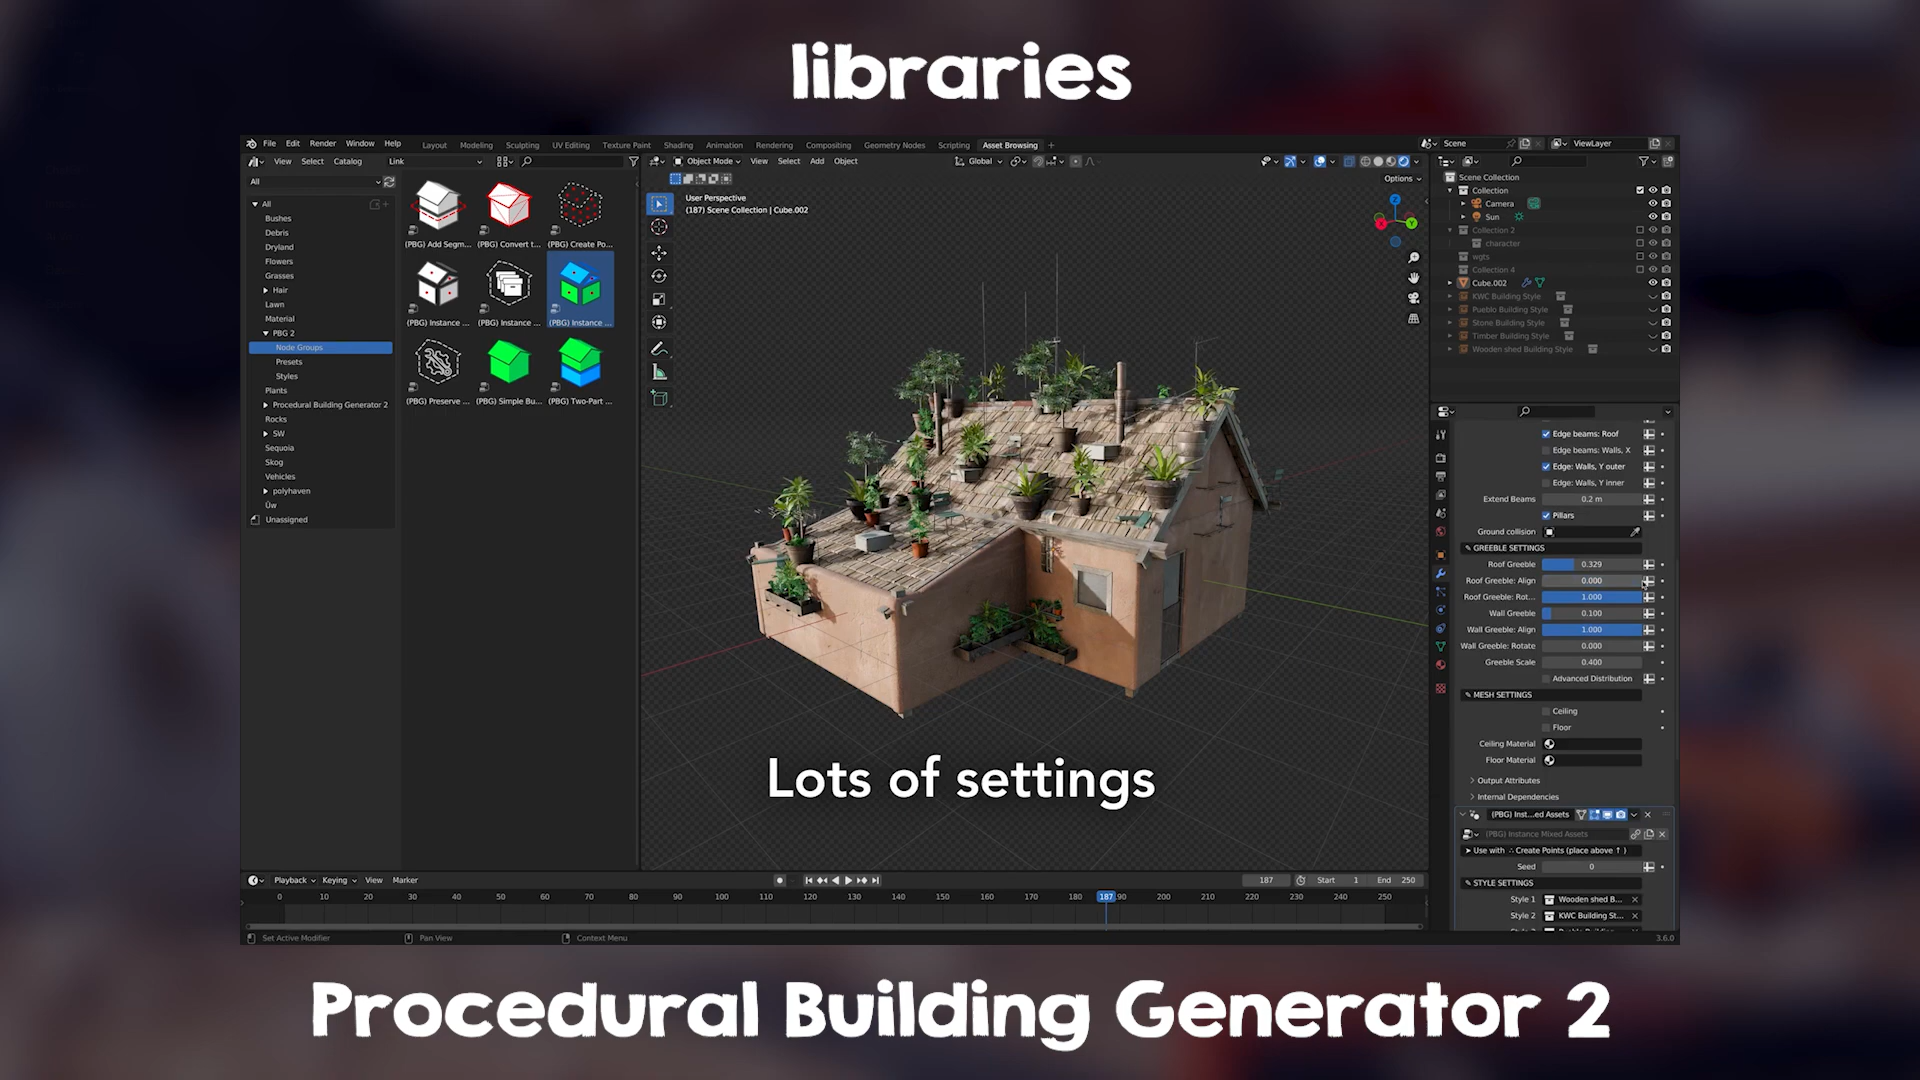 libraries
File Edit Render Window Help
Layout Modeling Sculpting UV Editing Texture Paint Shading Animation Rendering Compositing Geometry Nodes Scripting Asset Browsing +
Scene
ViewLayer
View Select Catalog Link
Object Mode View Select Add Object Global
Options
All
All
Bushes
Debris
Dryland
Flowers
Grasses
Hair
Lawn
Material
PBG 2
Node Groups
Presets
Styles
Plants
Procedural Building Generator 2
Rocks
SW
Sequoia
Skog
Vehicles
polyhaven
Üw
Unassigned
(PBG) Add Segm... (PBG) Convert t... (PBG) Create Po...
(PBG) Instance ... (PBG) Instance ... (PBG) Instance ...
(PBG) Preserve ... (PBG) Simple Bu... (PBG) Two-Part ...
User Perspective
(187) Scene Collection | Cube.002
Z
X
Y
Lots of settings
Scene Collection
Collection
Camera
Sun
Collection 2
character
wgts
Collection 4
Cube.002
KWC Building Style
Pueblo Building Style
Stone Building Style
Timber Building Style
Wooden shed Building Style
Edge beams: Roof
Edge beams: Walls, X
Edge: Walls, Y outer
Edge: Walls, Y inner
Extend Beams 0.2 m
Pillars
Ground collision
GREEBLE SETTINGS
Roof Greeble 0.329
Roof Greeble: Align 0.000
Roof Greeble: Rot... 1.000
Wall Greeble 0.100
Wall Greeble: Align 1.000
Wall Greeble: Rotate 0.000
Greeble Scale 0.400
Advanced Distribution
MESH SETTINGS
Ceiling
Floor
Ceiling Material
Floor Material
Output Attributes
Internal Dependencies
(PBG) Inst...ed Assets
(PBG) Instance Mixed Assets
Use with ∴ Create Points (place above ↑ )
Seed 0
STYLE SETTINGS
Style 1 Wooden shed B...
Style 2 KWC Building St...
Playback Keying View Marker
187 Start 1 End 250
0 10 20 30 40 50 60 70 80 90 100 110 120 130 140 150 160 170 180 187 90 200 210 220 230 240 250
Set Active Modifier Pan View Context Menu
3.6.0
Procedural Building Generator 2